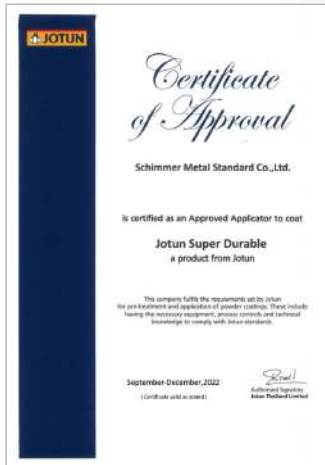 JOTUN
Certificate
of Approval
Schimmer Metal Standard Co.,Ltd.
is certified as an Approved Applicator to coat
Jotun Super Durable
a product from Jotun
This company fulfils the requirements set by Jotun
for pre-treatment and application of powder coatings. These include
having the necessary equipment, process controls and technical
knowledge to comply with Jotun standards.
September-December,2022
(Certificate valid as stated)
Authorised Signatory
Jotun Thailand Limited